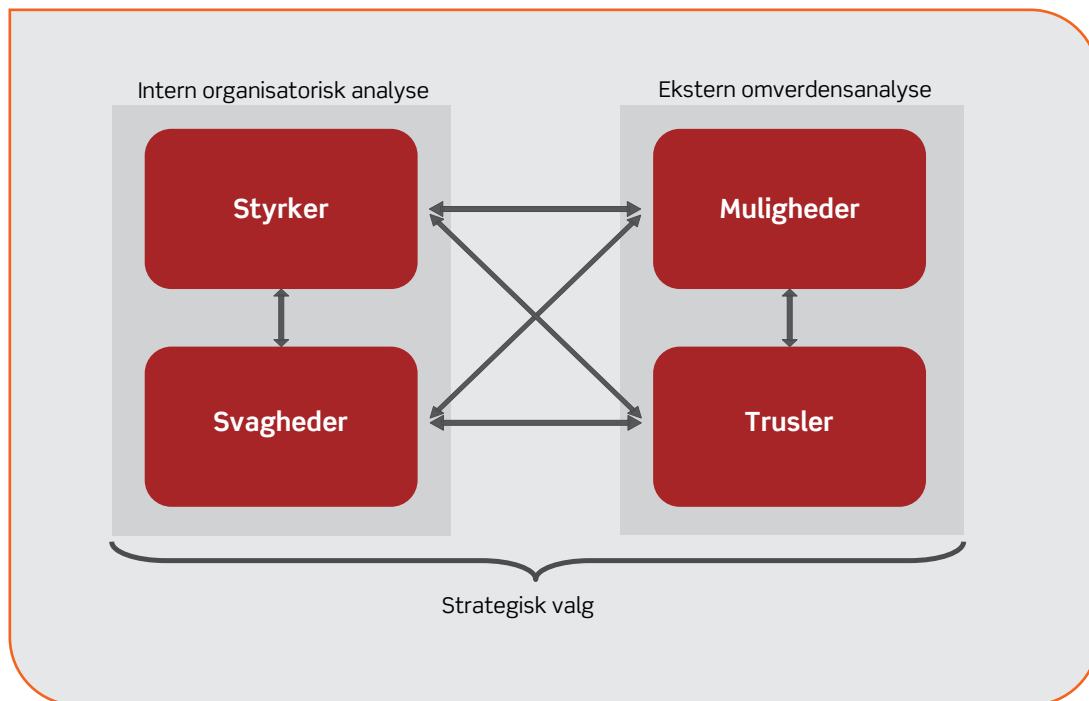 Intern organisatorisk analyse
Styrker
Svagheder
Ekstern omverdensanalyse
Muligheder
Trusler
Strategisk valg